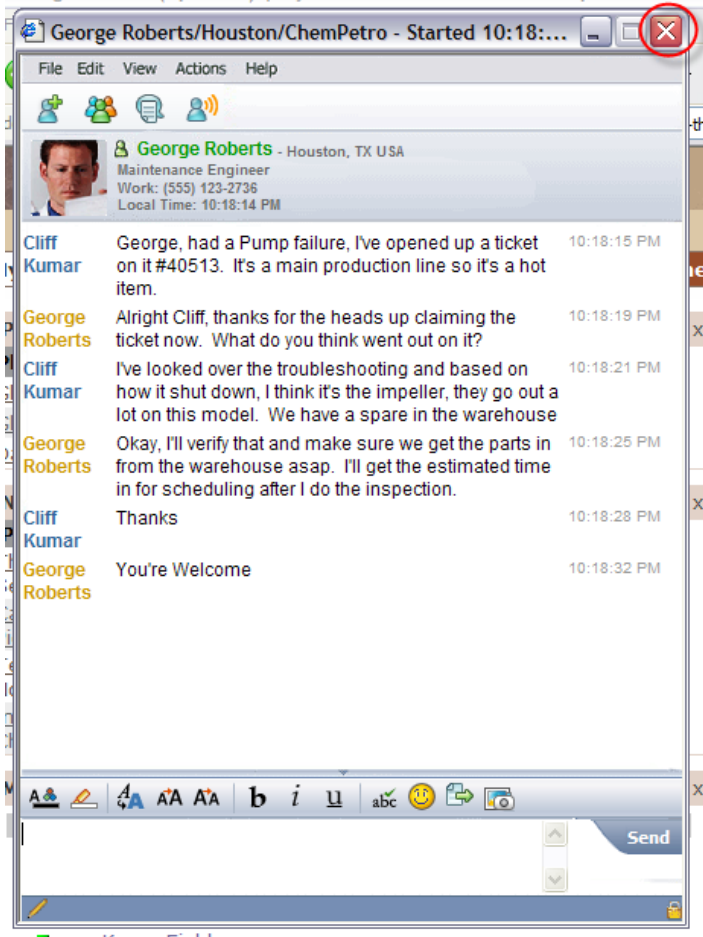 George Roberts/Houston/ChemPetro - Started 10:18:...
File Edit View Actions Help
George Roberts - Houston, TX USA
Maintenance Engineer
Work: (555) 123-2736
Local Time: 10:18:14 PM
Cliff George, had a Pump failure, I've opened up a ticket 10:18:15 PM
Kumar on it #40513. It's a main production line so it's a hot
item.
George Alright Cliff, thanks for the heads up claiming the 10:18:19 PM
Roberts ticket now. What do you think went out on it?
Cliff I've looked over the troubleshooting and based on 10:18:21 PM
Kumar how it shut down, I think it's the impeller, they go out a
lot on this model. We have a spare in the warehouse
George Okay, I'll verify that and make sure we get the parts in 10:18:25 PM
Roberts from the warehouse asap. I'll get the estimated time
in for scheduling after I do the inspection.
Cliff Thanks 10:18:28 PM
Kumar
George You're Welcome 10:18:32 PM
Roberts
b i u abc
Send